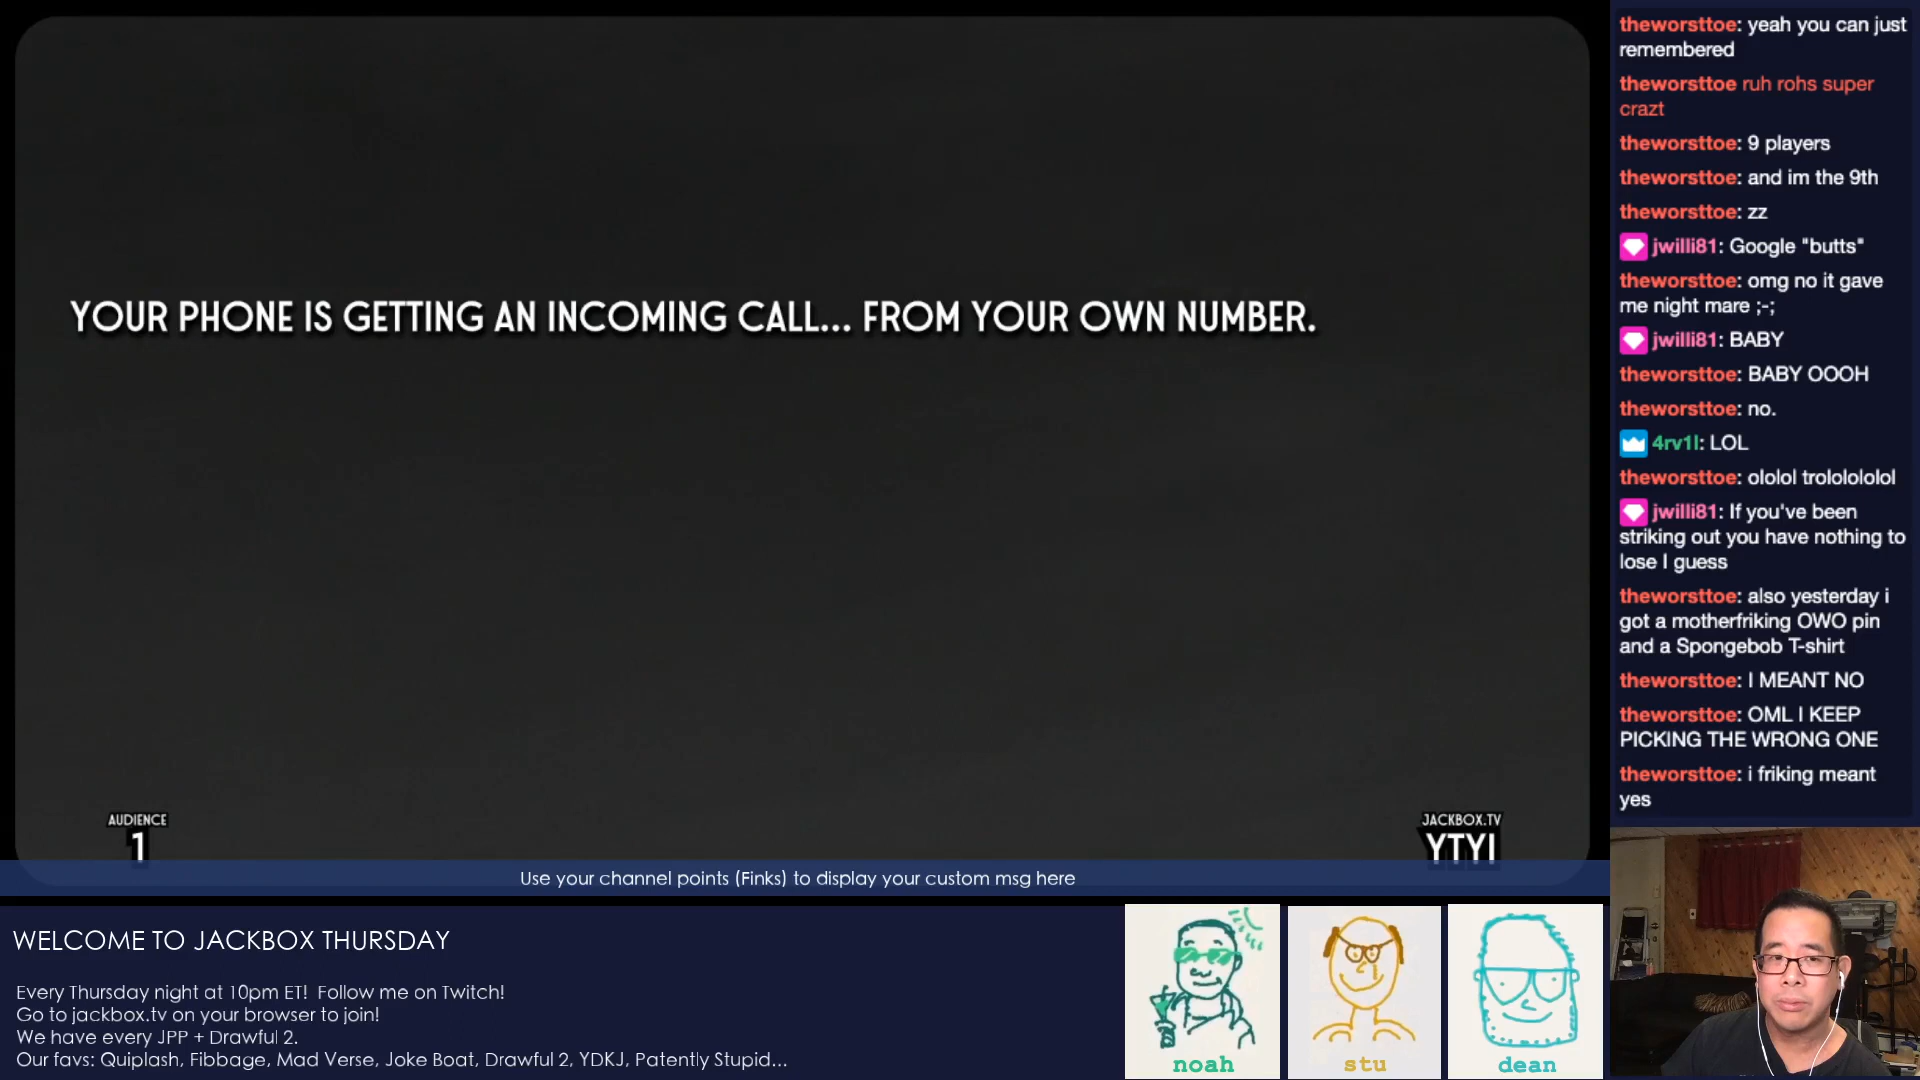 YOUR PHONE IS GETTING AN INCOMING CALL... FROM YOUR OWN NUMBER.
AUDIENCE
1
JACKBOX.TV
YTYI
Use your channel points (Finks) to display your custom msg here
WELCOME TO JACKBOX THURSDAY
Every Thursday night at 10pm ET! Follow me on Twitch!
Go to jackbox.tv on your browser to join!
We have every JPP + Drawful 2.
Our favs: Quiplash, Fibbage, Mad Verse, Joke Boat, Drawful 2, YDKJ, Patently Stupid...
noah
stu
dean
theworsttoe: yeah you can just
remembered
theworsttoe ruh rohs super
crazt
theworsttoe: 9 players
theworsttoe: and im the 9th
theworsttoe: zz
jwilli81: Google "butts"
theworsttoe: omg no it gave
me night mare ;-;
jwilli81: BABY
theworsttoe: BABY OOOH
theworsttoe: no.
4rv1l: LOL
theworsttoe: ololol trolololololol
jwilli81: If you've been
striking out you have nothing to
lose I guess
theworsttoe: also yesterday i
got a motherfriking OWO pin
and a Spongebob T-shirt
theworsttoe: I MEANT NO
theworsttoe: OML I KEEP
PICKING THE WRONG ONE
theworsttoe: i friking meant
yes